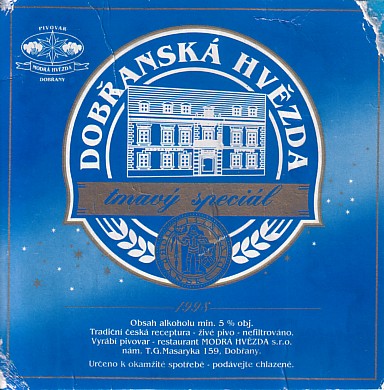 PIVOVAR
MODRÁ HVĚZDA
DOBŘANY
DOBŘANSKÁ HVĚZDA
tmavý speciál
1998
Obsah alkoholu min. 5 % obj.
Tradiční česká receptura - živé pivo - nefiltrováno.
Vyrábí pivovar - restaurant MODRÁ HVĚZDA s.r.o.
nám. T.G.Masaryka 159, Dobřany.
Určeno k okamžité spotřebě - podávejte chlazené.